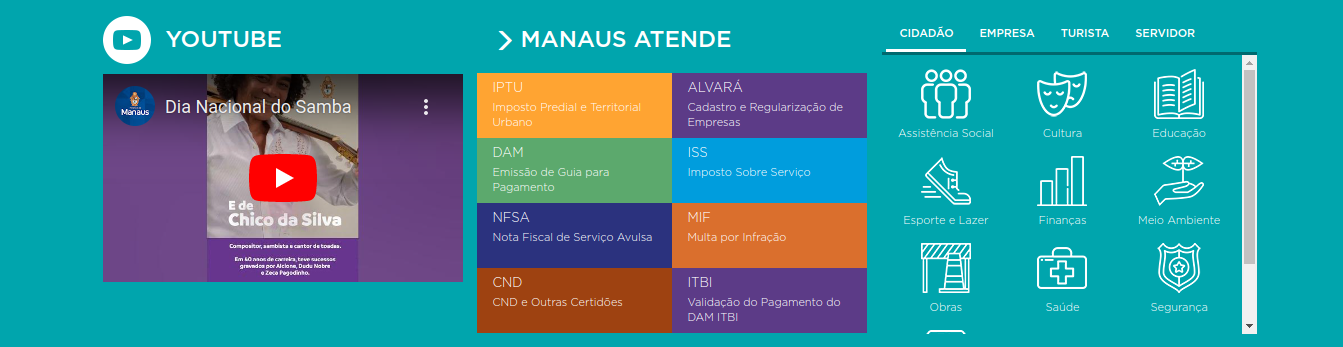 YOUTUBE
Manaus
Dia Nacional do Samba
E de
Chico da Silva
Compositor, sambista e cantor de toadas.
Em 40 anos de carreira, teve sucessos
gravados por Alcione, Dudu Nobre
e Zeca Pagodinho.
MANAUS ATENDE
IPTU
Imposto Predial e Territorial
Urbano
ALVARÁ
Cadastro e Regularização de
Empresas
DAM
Emissão de Guia para
Pagamento
ISS
Imposto Sobre Serviço
NFSA
Nota Fiscal de Serviço Avulsa
MIF
Multa por Infração
CND
CND e Outras Certidões
ITBI
Validação do Pagamento do
DAM ITBI
CIDADÃO EMPRESA TURISTA SERVIDOR
Assistência Social Cultura Educação
Esporte e Lazer Finanças Meio Ambiente
Obras Saúde Segurança